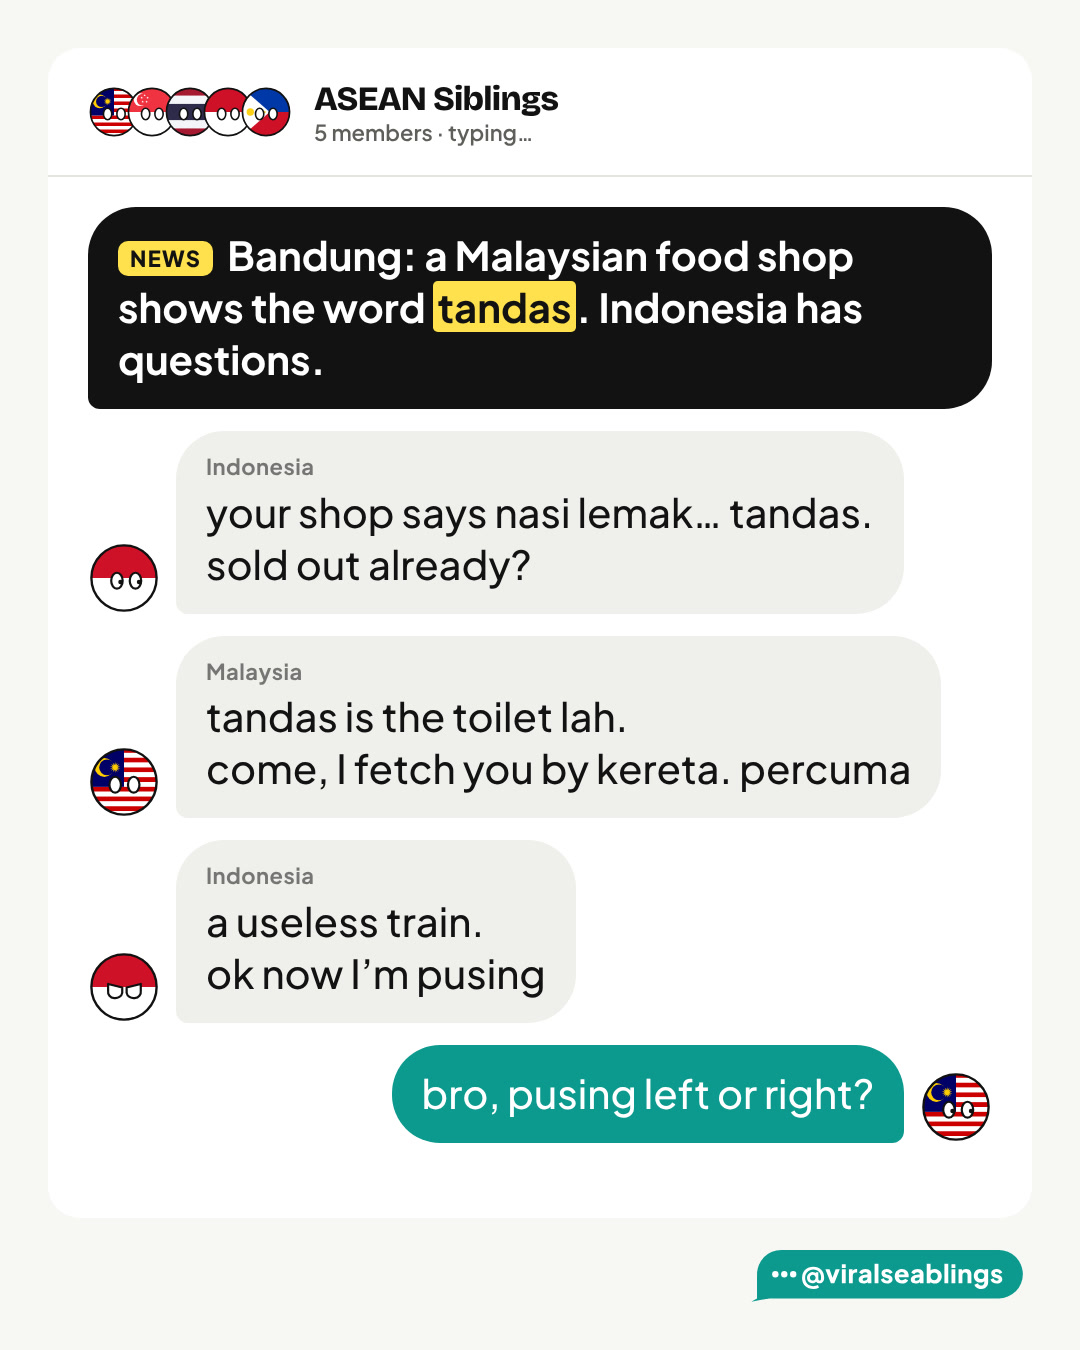 ASEAN Siblings
5 members · typing…
NEWS Bandung: a Malaysian food shop
shows the word tandas. Indonesia has
questions.
Indonesia
your shop says nasi lemak… tandas.
sold out already?
Malaysia
tandas is the toilet lah.
come, I fetch you by kereta. percuma
Indonesia
a useless train.
ok now I’m pusing
bro, pusing left or right?
•••@viralseablings